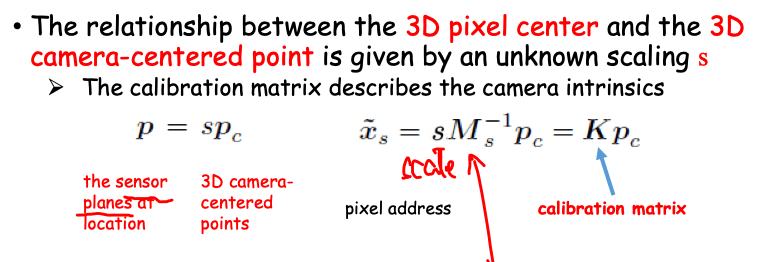 • The relationship between the 3D pixel center and the 3D
camera-centered point is given by an unknown scaling s
➤ The calibration matrix describes the camera intrinsics
p = sp_c
x̃_s = sM_s^{-1}p_c = Kp_c
scale
the sensor
planes at
location
3D camera-
centered
points
pixel address
calibration matrix